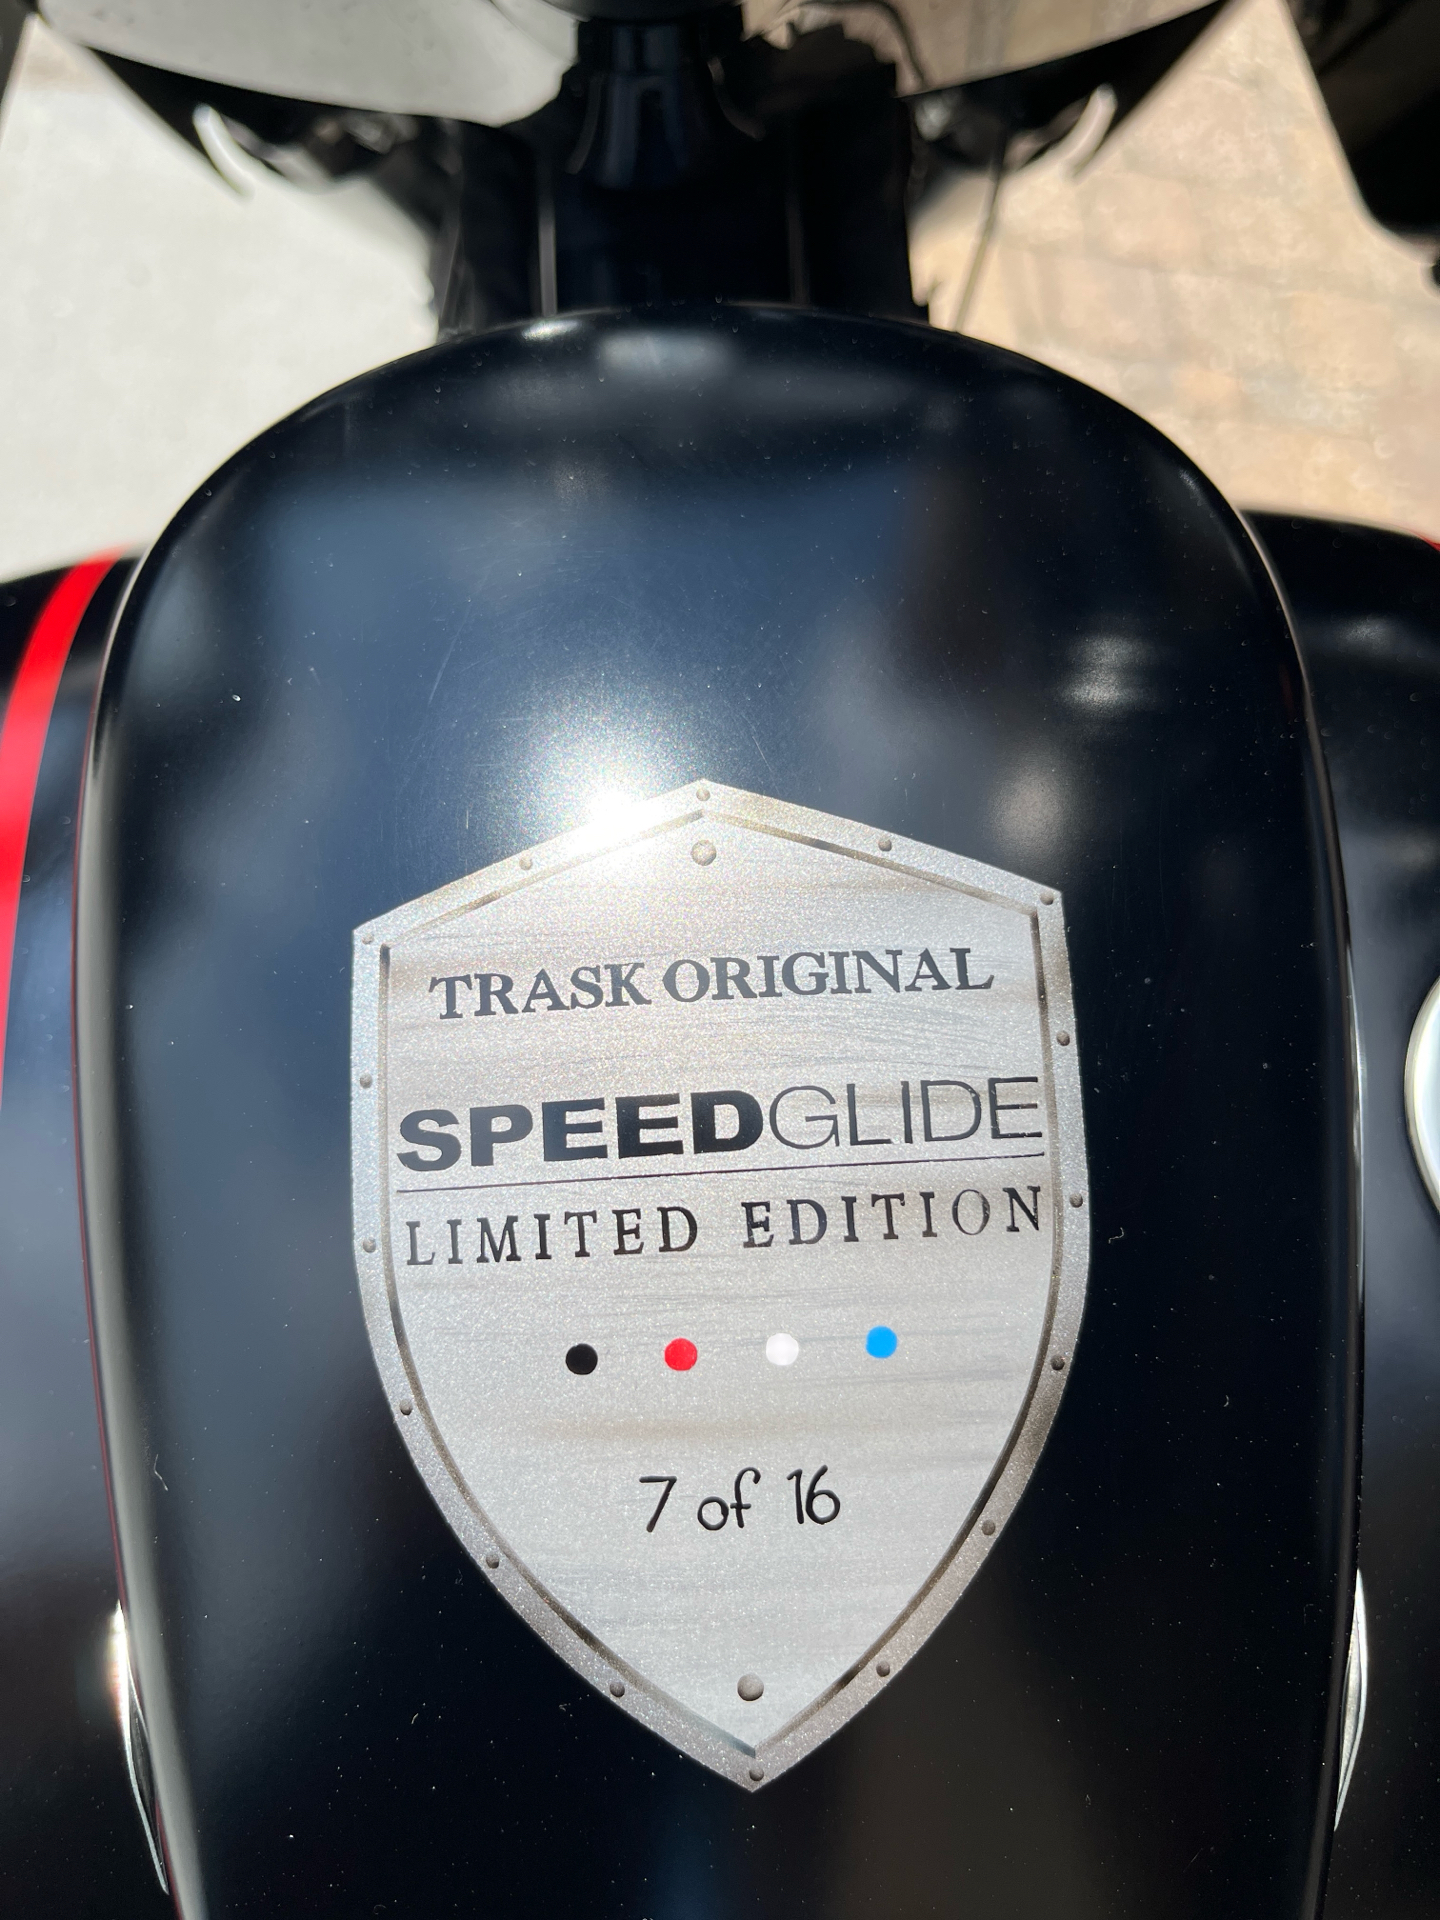 TRASK ORIGINAL
SPEEDGLIDE
LIMITED EDITION
7 of 16